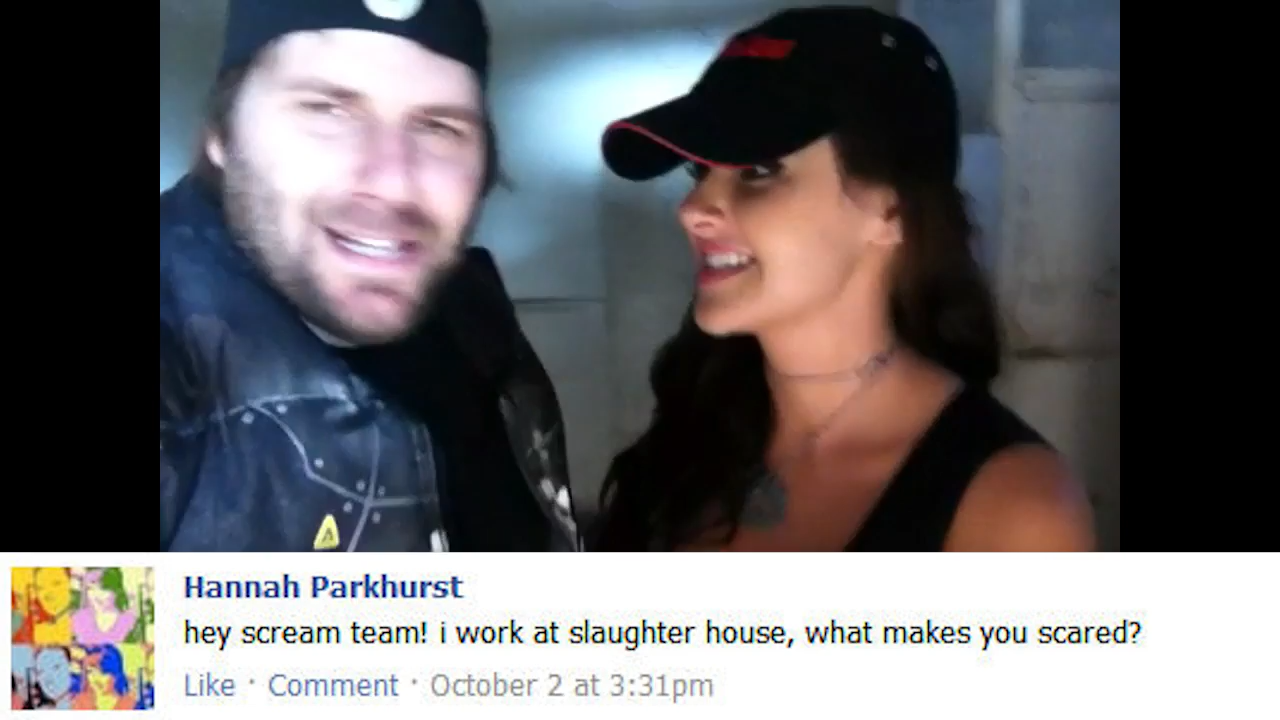 Hannah Parkhurst
hey scream team! i work at slaughter house, what makes you scared?
Like · Comment · October 2 at 3:31pm